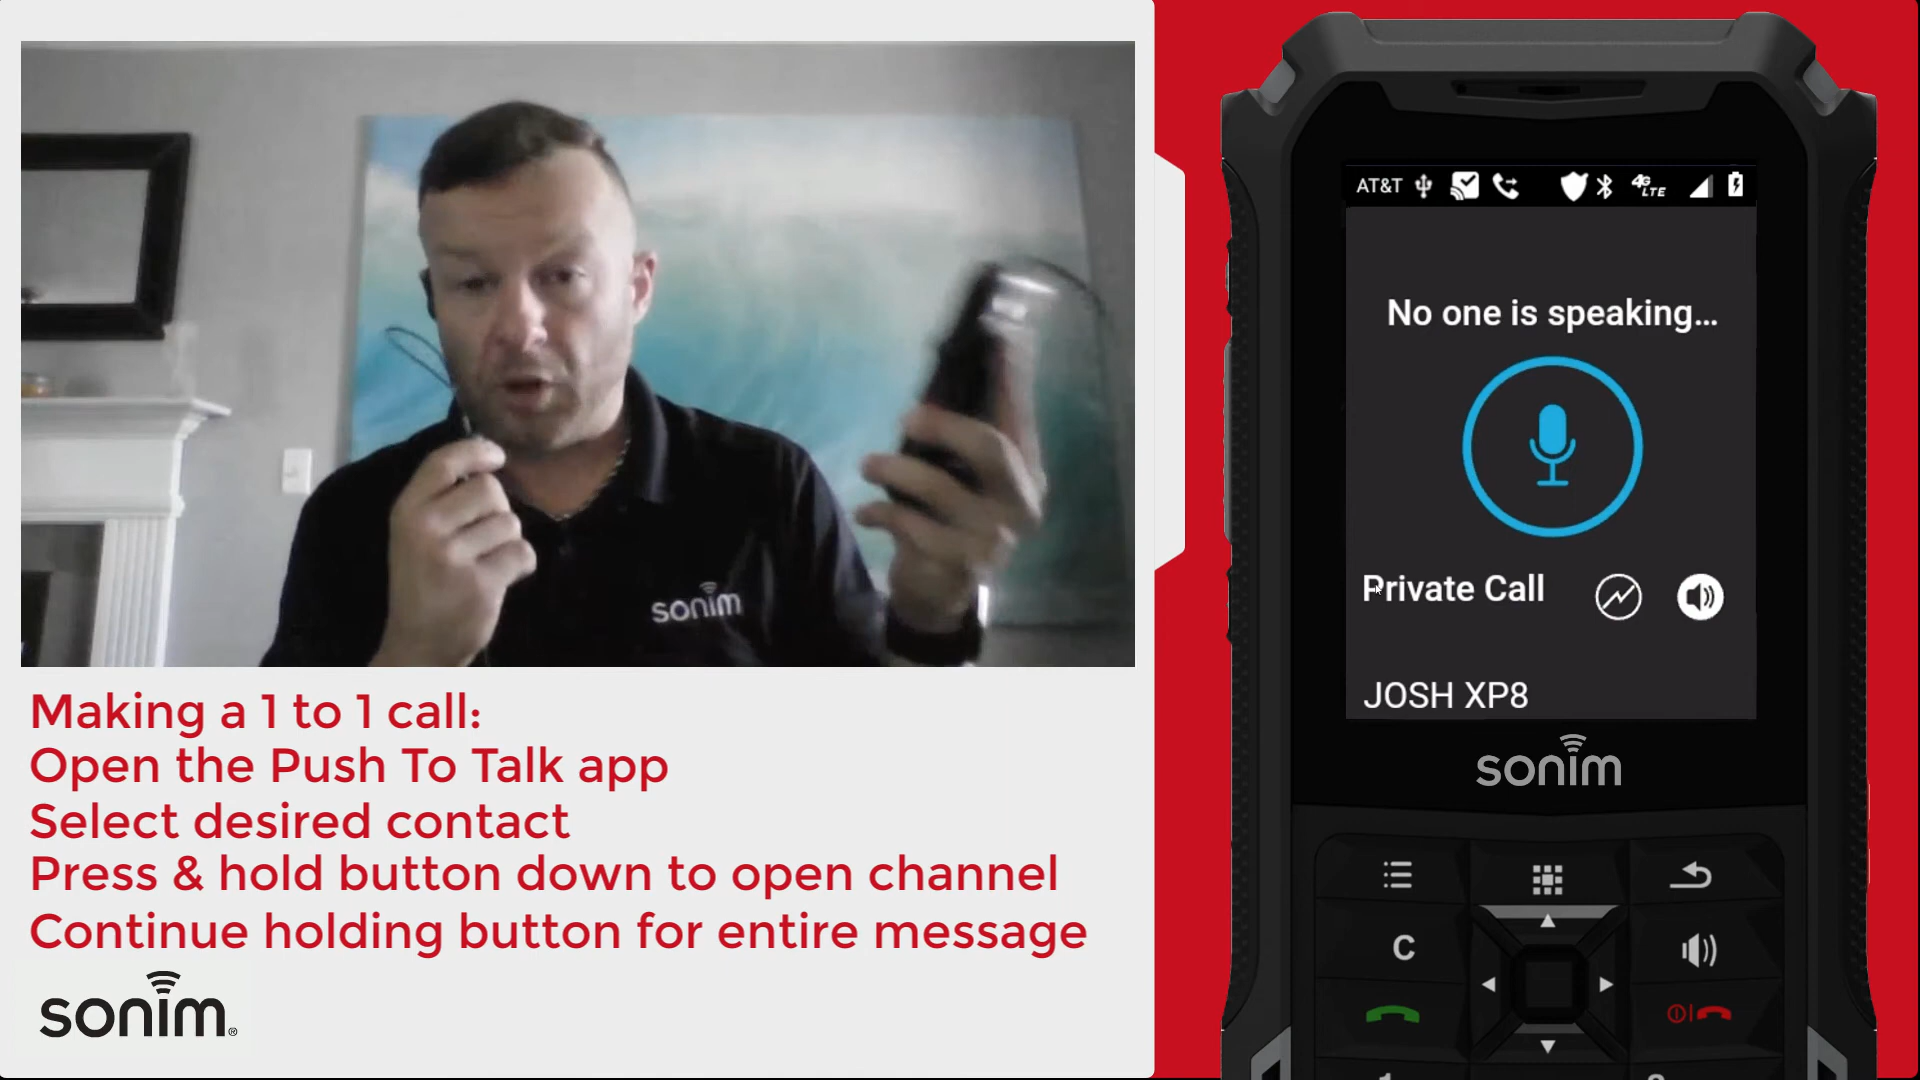 sonim
Making a 1 to 1 call:
Open the Push To Talk app
Select desired contact
Press & hold button down to open channel
Continue holding button for entire message
sonim®
AT&T 4G LTE
No one is speaking...
Private Call
JOSH XP8
sonim
C